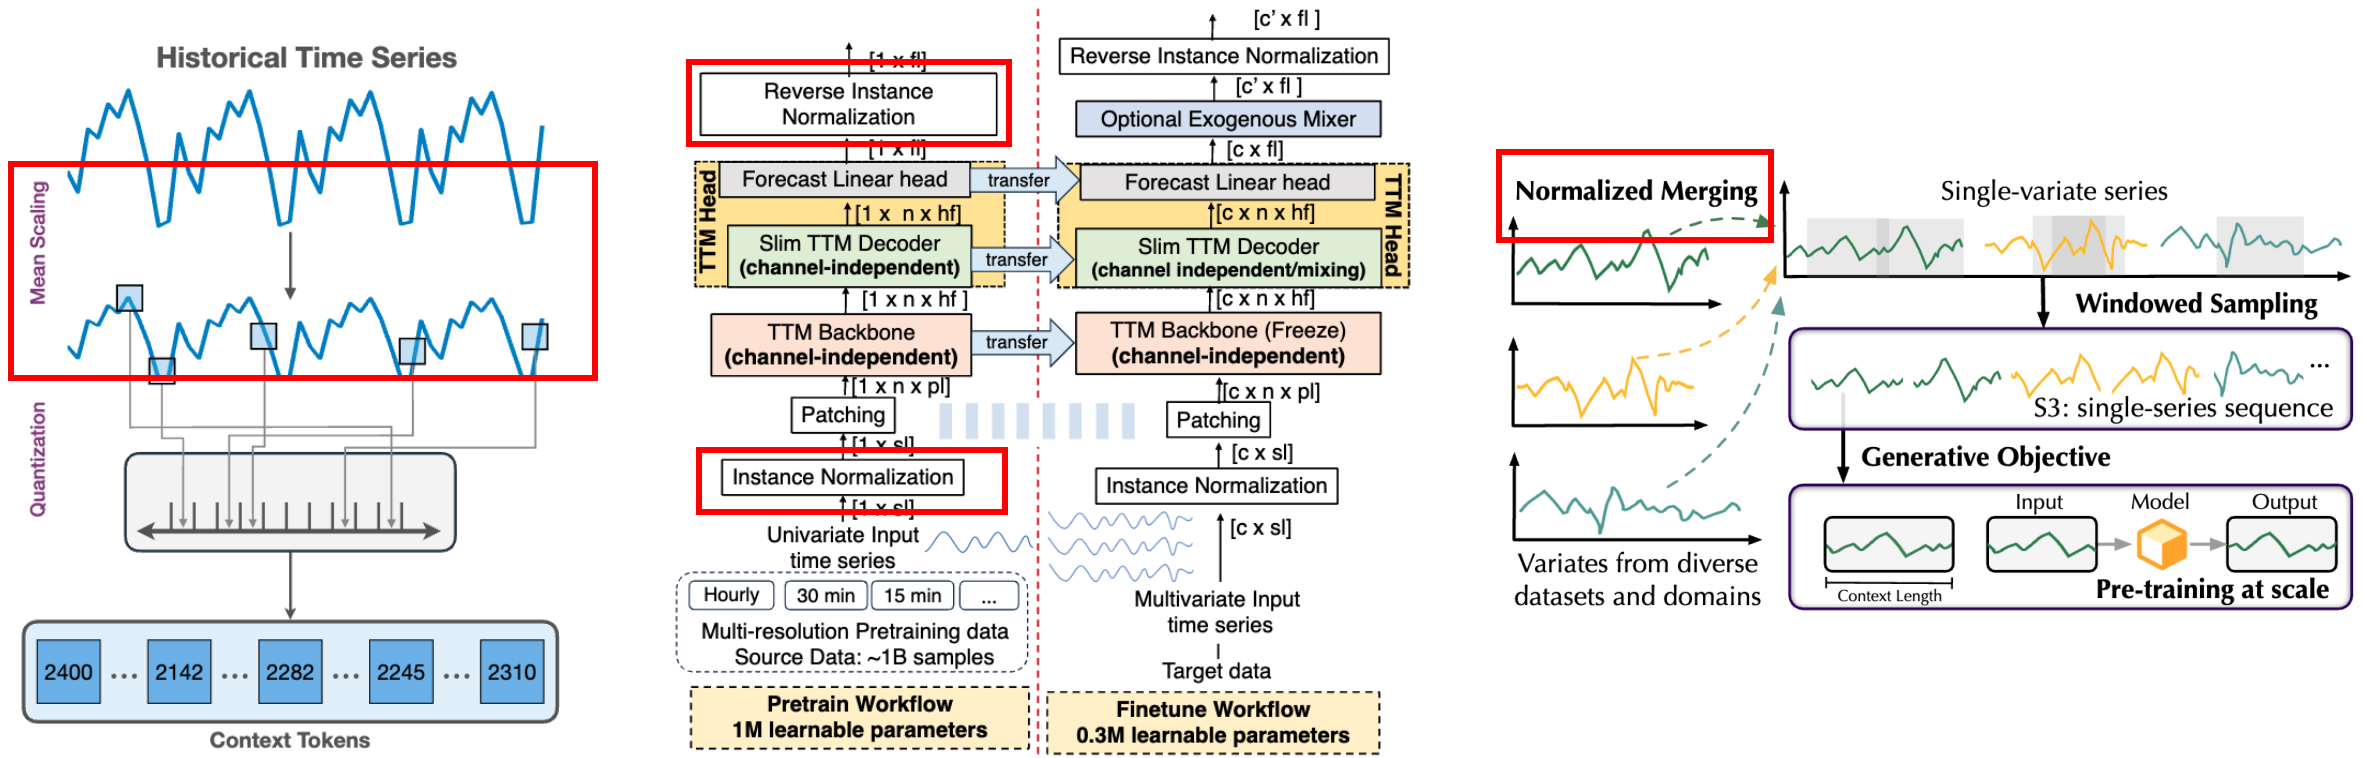 Historical Time Series
Mean Scaling
Quantization
2400 ... 2142 ... 2282 ... 2245 ... 2310
Context Tokens
[1 x fl]
Reverse Instance
Normalization
[1 x fl]
TTM Head
Forecast Linear head
[1 x n x hf]
Slim TTM Decoder
(channel-independent)
[1 x n x hf ]
TTM Backbone
(channel-independent)
[1 x n x pl]
Patching
[1 x sl]
Instance Normalization
[1 x sl]
Univariate Input
time series
Hourly
30 min
15 min
...
Multi-resolution Pretraining data
Source Data: ~1B samples
Pretrain Workflow
1M learnable parameters
transfer
transfer
transfer
[c' x fl ]
Reverse Instance Normalization
[c' x fl ]
Optional Exogenous Mixer
[c x fl]
Forecast Linear head
TTM Head
[c x n x hf]
Slim TTM Decoder
(channel independent/mixing)
[c x n x hf]
TTM Backbone (Freeze)
(channel-independent)
[c x n x pl]
Patching
[c x sl]
Instance Normalization
[c x sl]
Multivariate Input
time series
Target data
Finetune Workflow
0.3M learnable parameters
Normalized Merging
Variates from diverse
datasets and domains
Single-variate series
Windowed Sampling
...
S3: single-series sequence
Generative Objective
Input
Model
Output
Context Length
Pre-training at scale